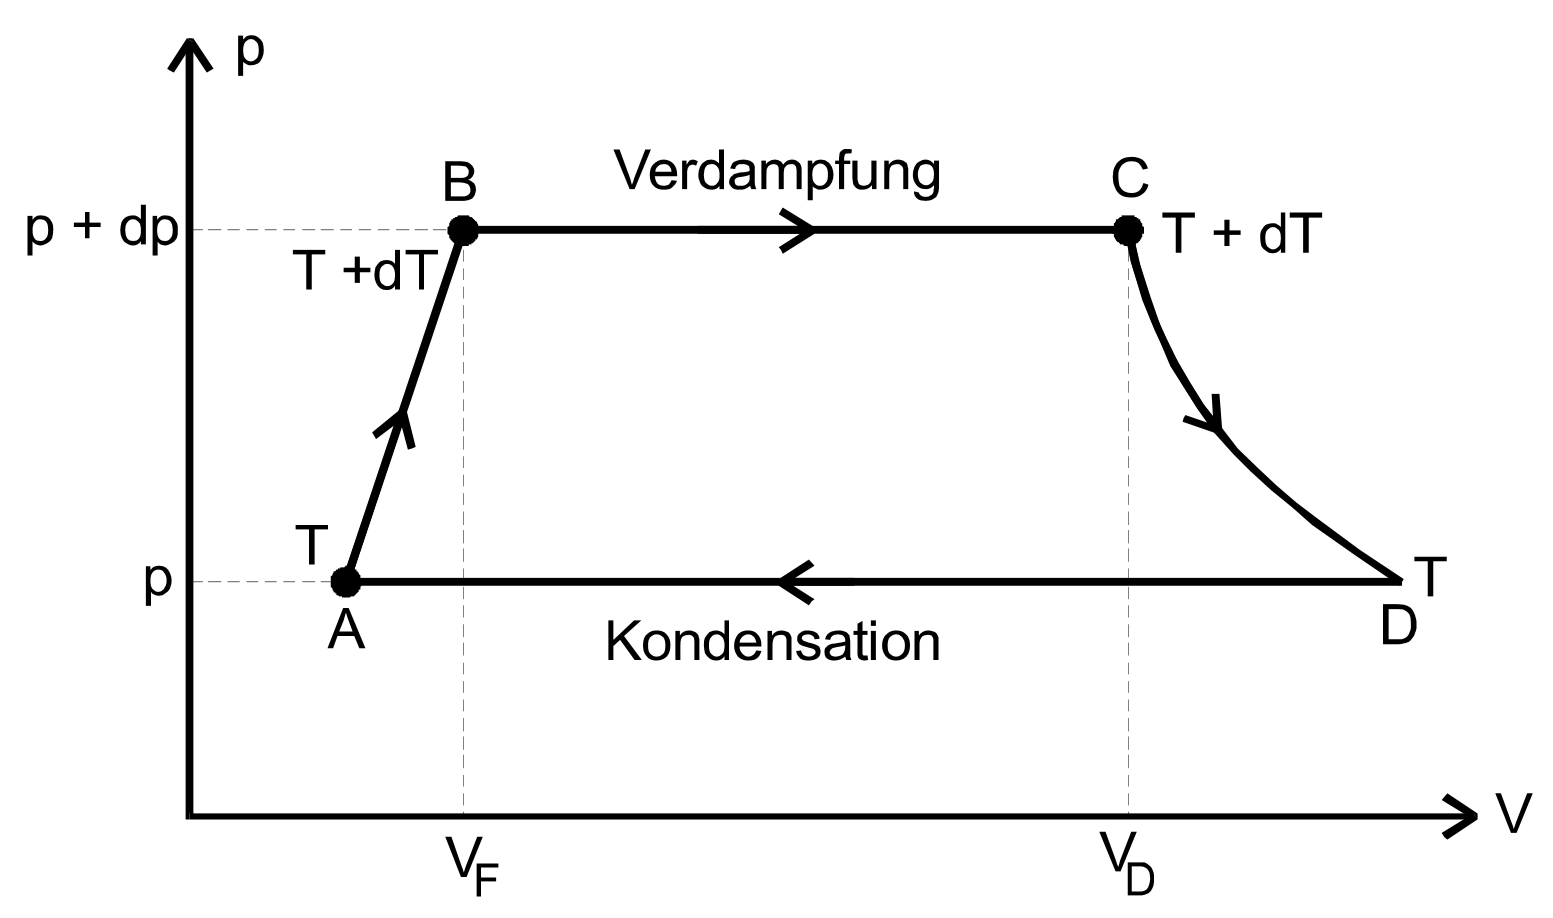 p
Verdampfung
B
C
p + dp
T + dT
T +dT
T
T
p
A
D
Kondensation
V
V_F
V_D